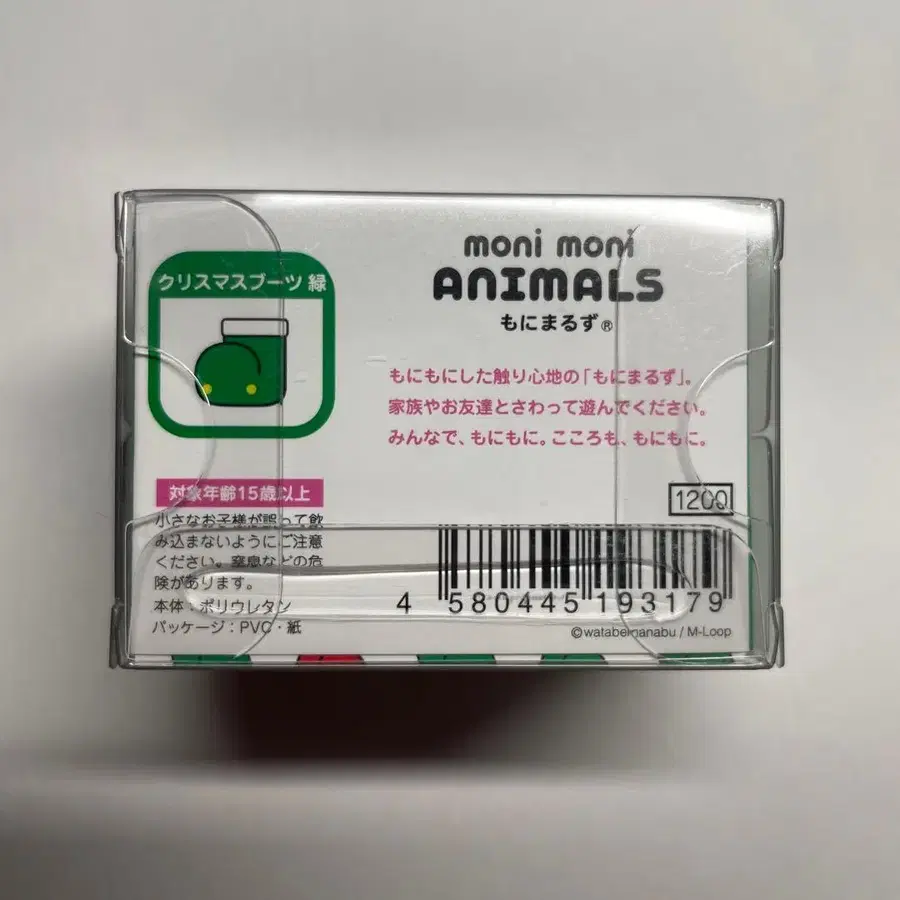 クリスマスブーツ 緑
moni moni
ANIMALS
もにまるず®
もにもにした触り心地の「もにまるず」。
家族やお友達とさわって遊んでください。
みんなで、もにもに。こころも、もにもに。
対象年齢15歳以上
小さなお子様が誤って飲
み込まないようにご注意
ください。窒息などの危
険があります。
本体：ポリウレタン
パッケージ：PVC・紙
1200
4 580445 193179
©watabemanabu / M-Loop